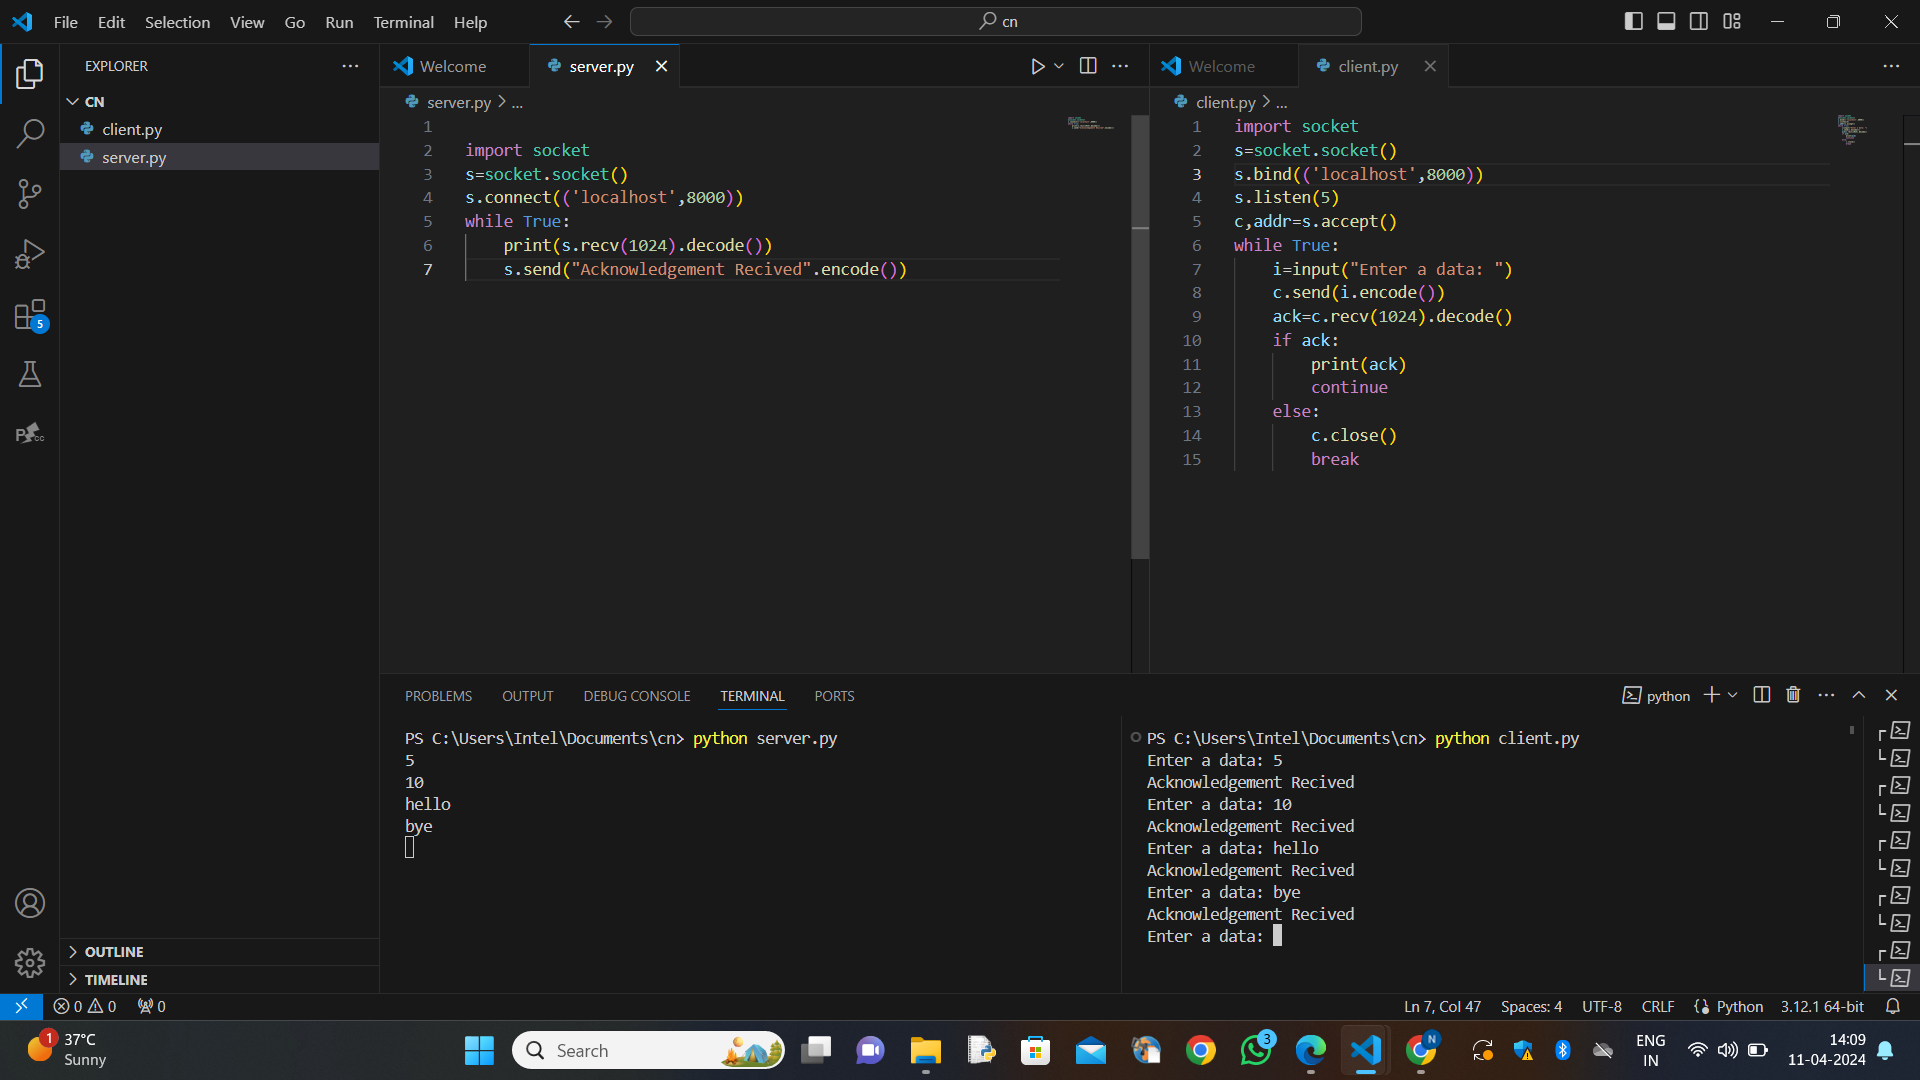 File Edit Selection View Go Run Terminal Help
cn
EXPLORER
CN
client.py
server.py
OUTLINE
TIMELINE
5
Pcc
Welcome
server.py
server.py > ...
1
2 import socket
3 s=socket.socket()
4 s.connect(('localhost',8000))
5 while True:
6 print(s.recv(1024).decode())
7 s.send("Acknowledgement Recived".encode())
Welcome
client.py
client.py > ...
1 import socket
2 s=socket.socket()
3 s.bind(('localhost',8000))
4 s.listen(5)
5 c,addr=s.accept()
6 while True:
7 i=input("Enter a data: ")
8 c.send(i.encode())
9 ack=c.recv(1024).decode()
10 if ack:
11 print(ack)
12 continue
13 else:
14 c.close()
15 break
PROBLEMS OUTPUT DEBUG CONSOLE TERMINAL PORTS
python
PS C:\Users\Intel\Documents\cn> python server.py
5
10
hello
bye
PS C:\Users\Intel\Documents\cn> python client.py
Enter a data: 5
Acknowledgement Recived
Enter a data: 10
Acknowledgement Recived
Enter a data: hello
Acknowledgement Recived
Enter a data: bye
Acknowledgement Recived
Enter a data:
0 0 0
Ln 7, Col 47 Spaces: 4 UTF-8 CRLF Python 3.12.1 64-bit
1
37°C
Sunny
Search
3
N
ENG
IN
14:09
11-04-2024